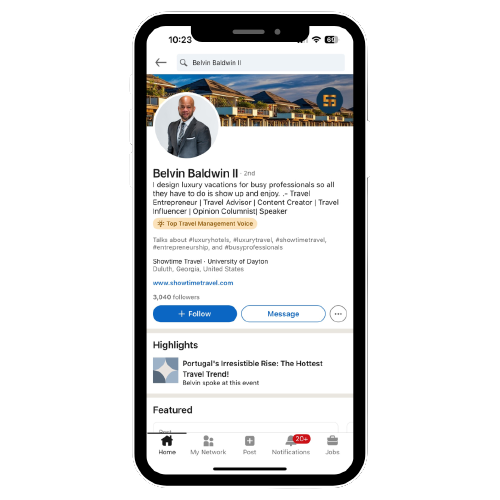 10:23
69
Belvin Baldwin II
SB
Belvin Baldwin II · 2nd
I design luxury vacations for busy professionals so all
they have to do is show up and enjoy. .- Travel
Entrepreneur | Travel Advisor | Content Creator | Travel
Influencer | Opinion Columnist| Speaker
Top Travel Management Voice
Talks about #luxuryhotels, #luxurytravel, #showtimetravel,
#entrepreneurship, and #busyprofessionals
Showtime Travel · University of Dayton
Duluth, Georgia, United States
www.showtimetravel.com
3,040 followers
+ Follow
Message
Highlights
Portugal's Irresistible Rise: The Hottest
Travel Trend!
Belvin spoke at this event
Featured
Post
20+
Home My Network Post Notifications Jobs